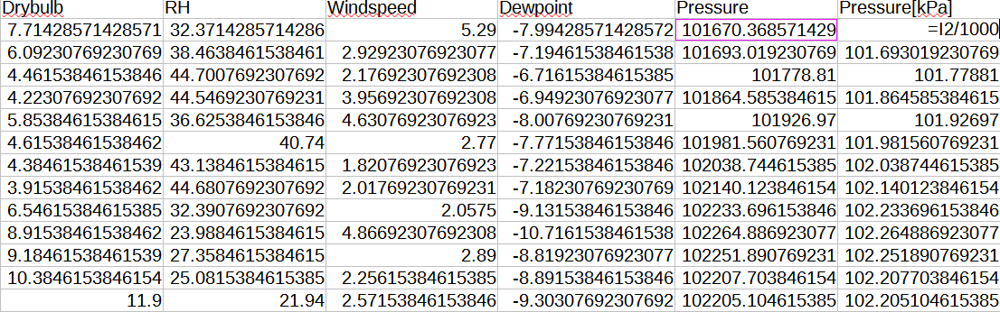 Drybulb RH Windspeed Dewpoint Pressure Pressure[kPa]
7.71428571428571 32.3714285714286 5.29 -7.99428571428572 101670.368571429 =I2/1000
6.09230769230769 38.4638461538461 2.92923076923077 -7.19461538461538 101693.019230769 101.693019230769
4.46153846153846 44.7007692307692 2.17692307692308 -6.71615384615385 101778.81 101.77881
4.22307692307692 44.5469230769231 3.95692307692308 -6.94923076923077 101864.585384615 101.864585384615
5.85384615384615 36.6253846153846 4.63076923076923 -8.00769230769231 101926.97 101.92697
4.61538461538462 40.74 2.77 -7.77153846153846 101981.560769231 101.981560769231
4.38461538461539 43.1384615384615 1.82076923076923 -7.22153846153846 102038.744615385 102.038744615385
3.91538461538462 44.6807692307692 2.01769230769231 -7.18230769230769 102140.123846154 102.140123846154
6.54615384615385 32.3907692307692 2.0575 -9.13153846153846 102233.696153846 102.233696153846
8.91538461538462 23.9884615384615 4.86692307692308 -10.7161538461538 102264.886923077 102.264886923077
9.18461538461539 27.3584615384615 2.89 -8.81923076923077 102251.890769231 102.251890769231
10.3846153846154 25.0815384615385 2.25615384615385 -8.89153846153846 102207.703846154 102.207703846154
11.9 21.94 2.57153846153846 -9.30307692307692 102205.104615385 102.205104615385